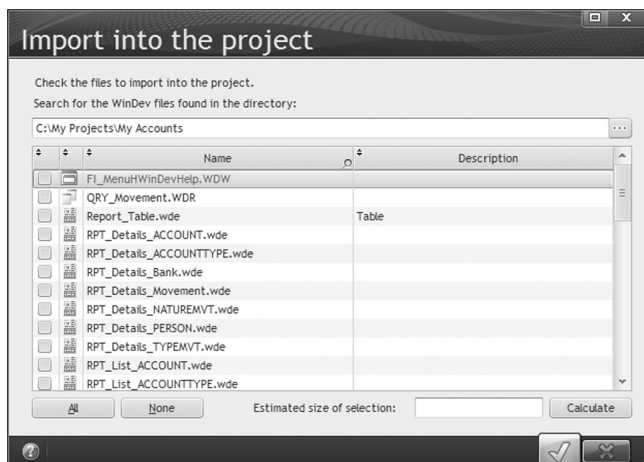 Import into the project
Check the files to import into the project.
Search for the WinDev files found in the directory:
C:\My Projects\My Accounts
...
Name Description
FI_MenuHWinDevHelp.WDW
QRY_Movement.WDR
Report_Table.wde Table
RPT_Details_ACCOUNT.wde
RPT_Details_ACCOUNTTYPE.wde
RPT_Details_Bank.wde
RPT_Details_Movement.wde
RPT_Details_NATUREMVT.wde
RPT_Details_PERSON.wde
RPT_Details_TYPEMVT.wde
RPT_List_ACCOUNT.wde
RPT_List_ACCOUNTTYPE.wde
All None Estimated size of selection: Calculate